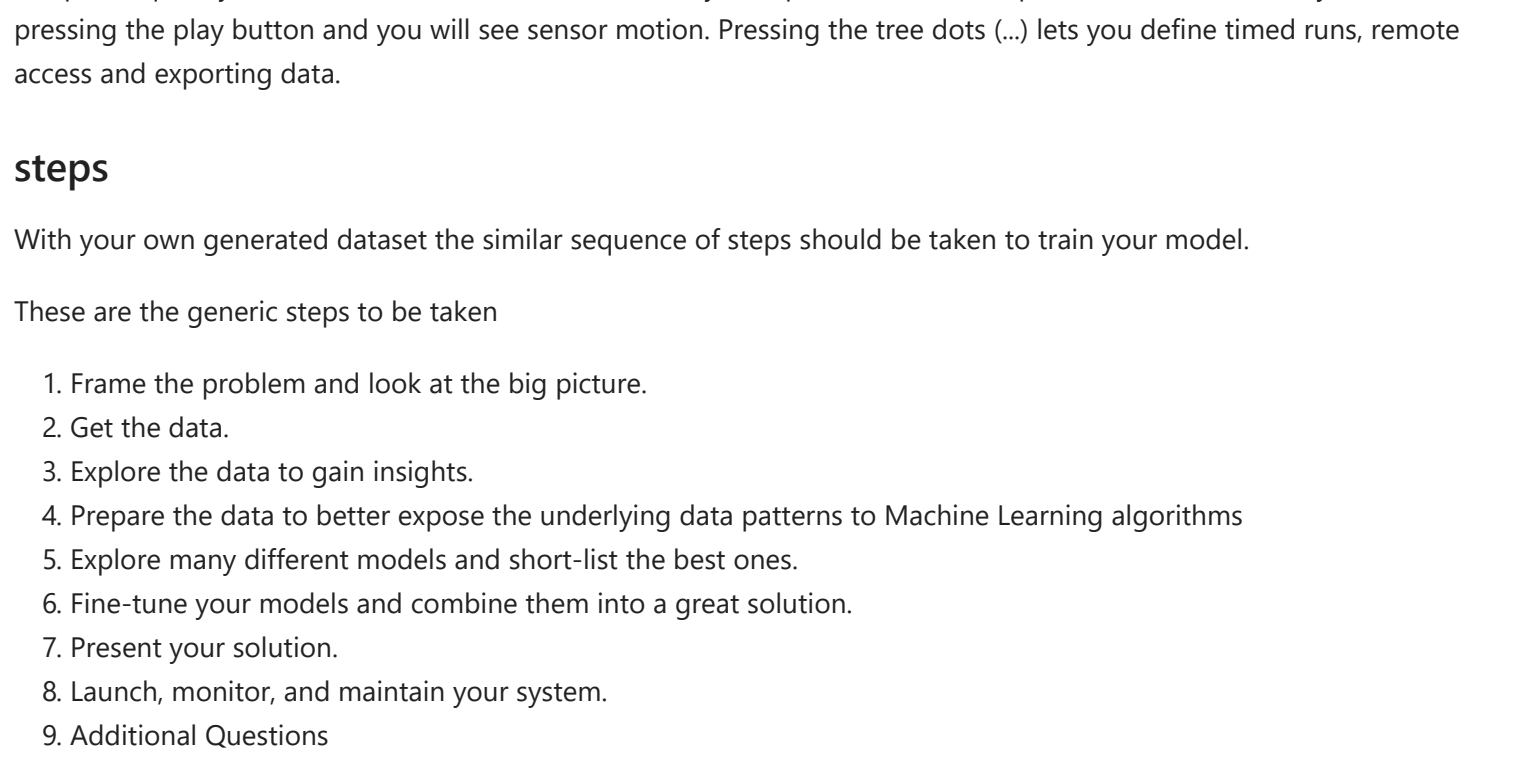 pressing the play button and you will see sensor motion. Pressing the tree dots (...) lets you define timed runs, remote
access and exporting data.
steps
With your own generated dataset the similar sequence of steps should be taken to train your model.
These are the generic steps to be taken
1. Frame the problem and look at the big picture.
2. Get the data.
3. Explore the data to gain insights.
4. Prepare the data to better expose the underlying data patterns to Machine Learning algorithms
5. Explore many different models and short-list the best ones.
6. Fine-tune your models and combine them into a great solution.
7. Present your solution.
8. Launch, monitor, and maintain your system.
9. Additional Questions